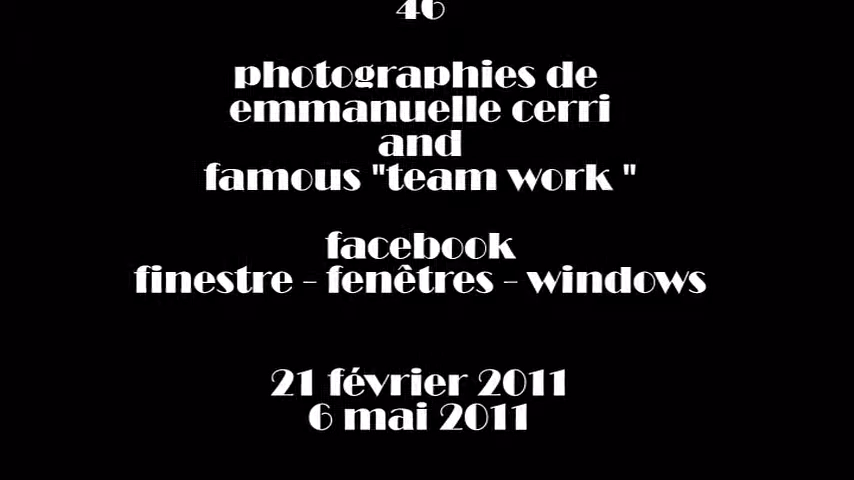 46
photographies de
emmanuelle cerri
and
famous "team work "
facebook
finestre - fenêtres - windows
21 février 2011
6 mai 2011